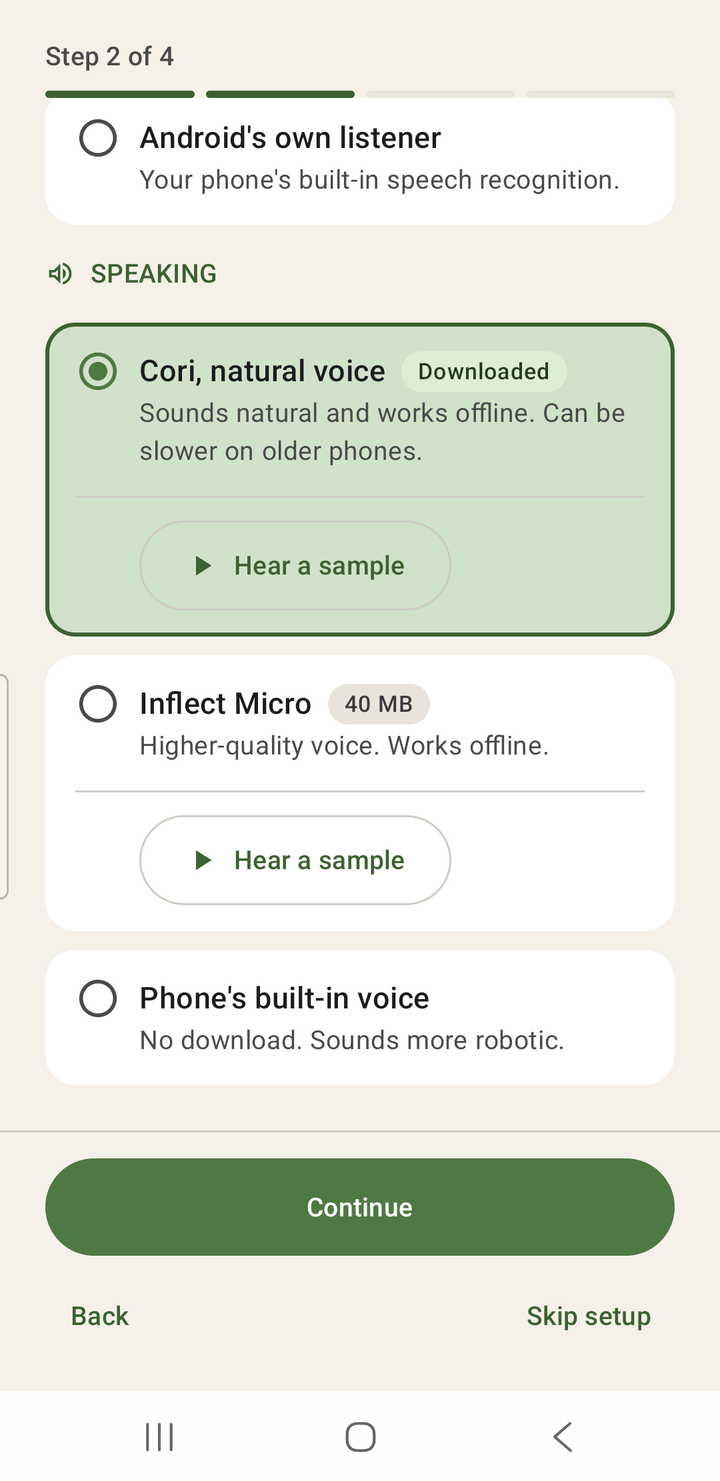 Step 2 of 4
Android's own listener
Your phone's built-in speech recognition.
SPEAKING
Cori, natural voice Downloaded
Sounds natural and works offline. Can be
slower on older phones.
Hear a sample
Inflect Micro 40 MB
Higher-quality voice. Works offline.
Hear a sample
Phone's built-in voice
No download. Sounds more robotic.
Continue
Back Skip setup